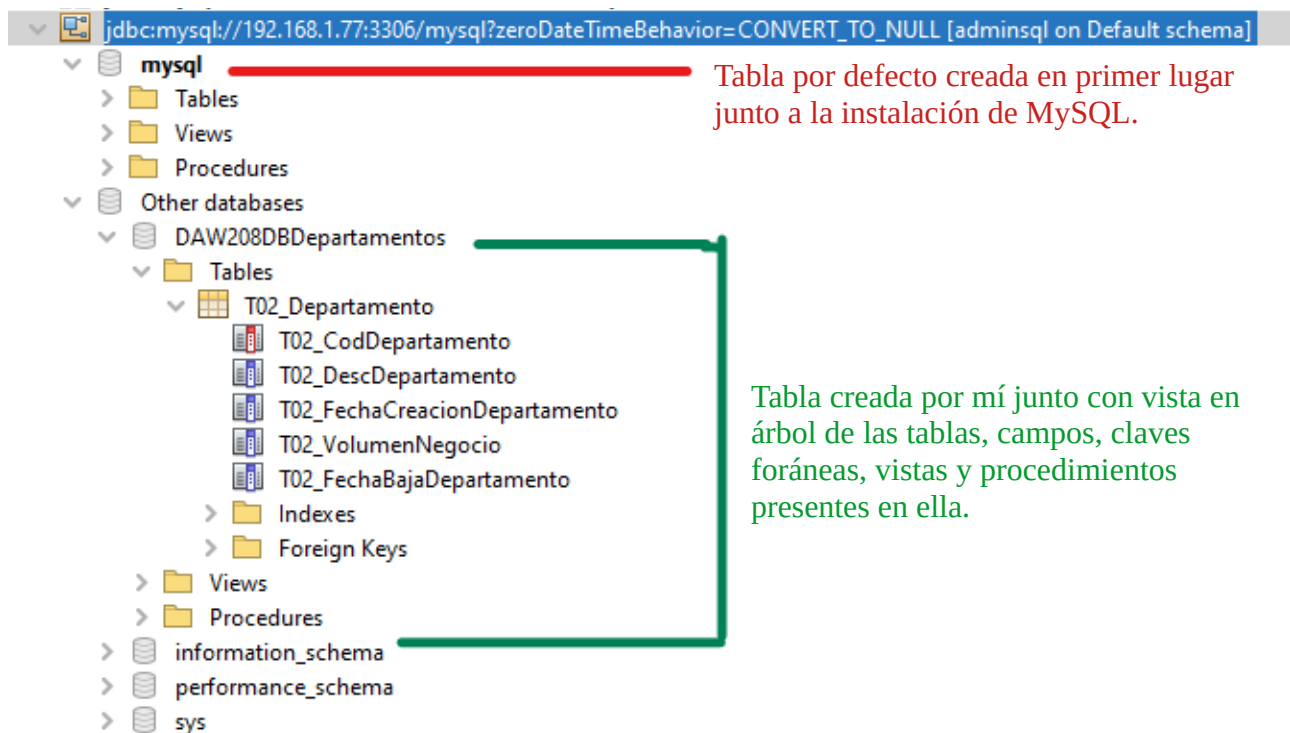 jdbc:mysql://192.168.1.77:3306/mysql?zeroDateTimeBehavior=CONVERT_TO_NULL [adminsql on Default schema]
mysql
Tabla por defecto creada en primer lugar
junto a la instalación de MySQL.
Tables
Views
Procedures
Other databases
DAW208DBDepartamentos
Tables
T02_Departamento
T02_CodDepartamento
T02_DescDepartamento
T02_FechaCreacionDepartamento
T02_VolumenNegocio
T02_FechaBajaDepartamento
Indexes
Foreign Keys
Tabla creada por mí junto con vista en
árbol de las tablas, campos, claves
foráneas, vistas y procedimientos
presentes en ella.
Views
Procedures
information_schema
performance_schema
sys